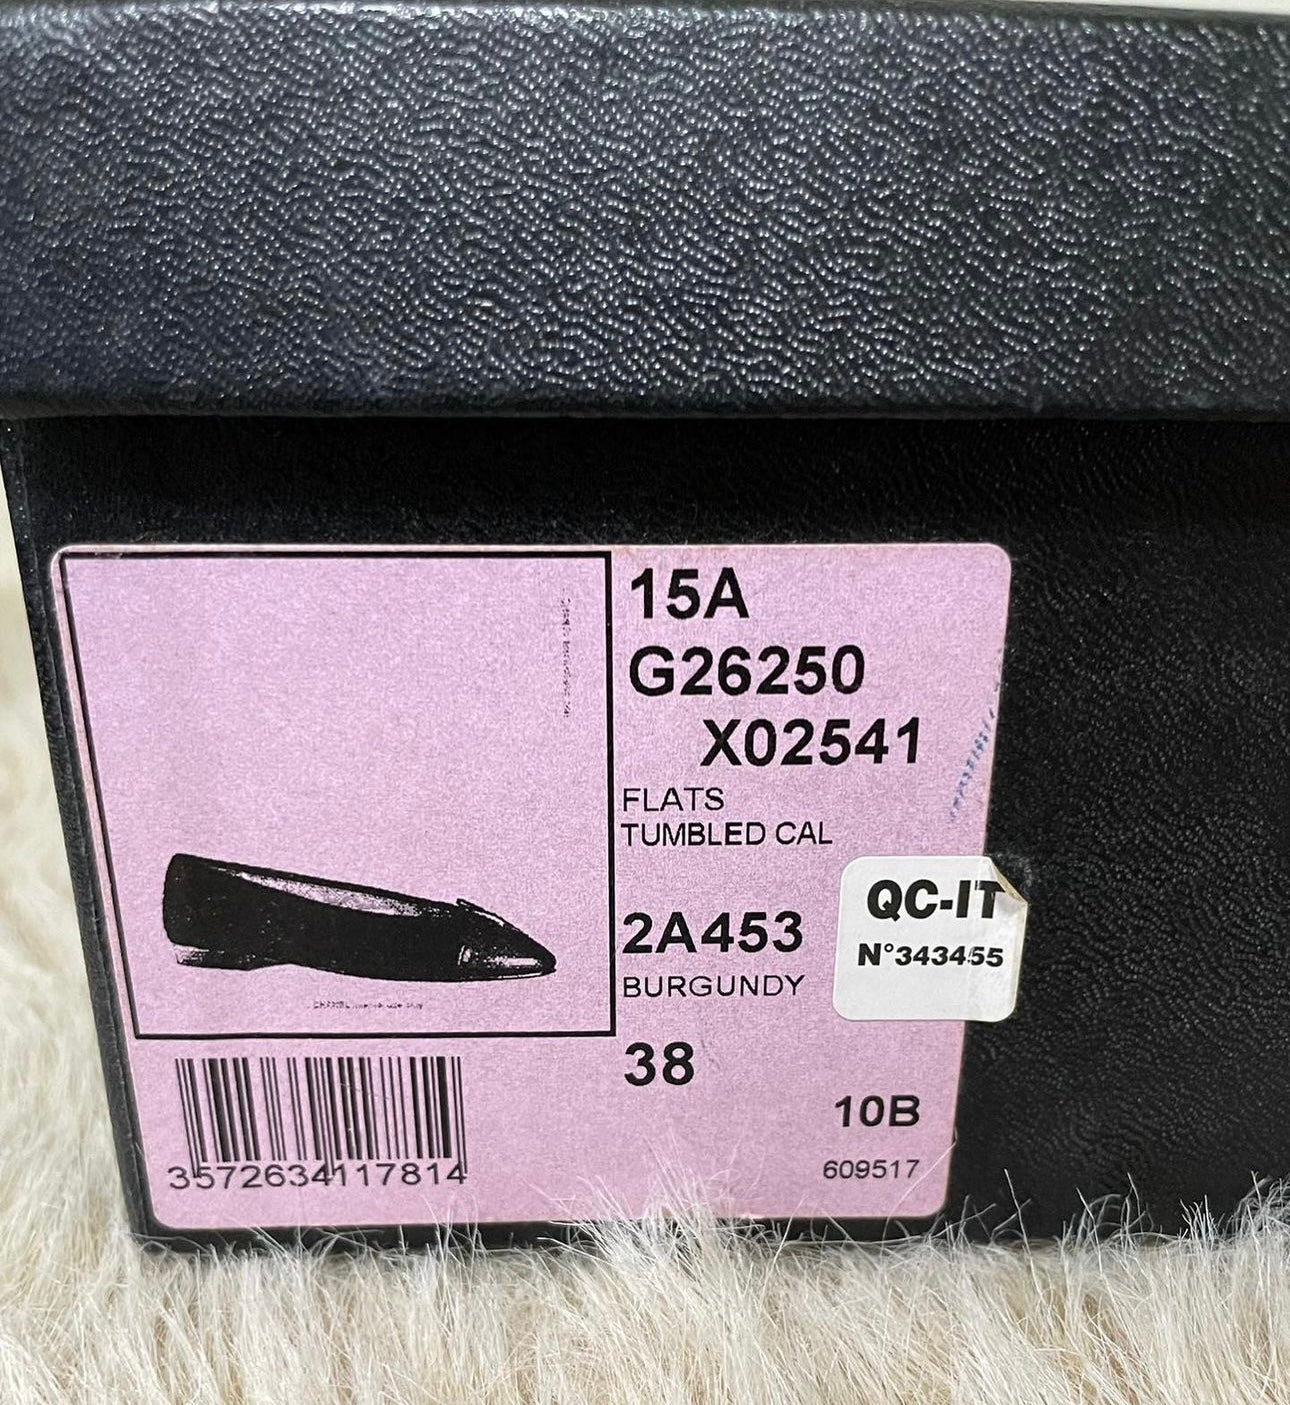 15A
G26250
X02541
FLATS
TUMBLED CAL
2A453
BURGUNDY
QC-IT
N°343455
38
10B
609517
3572634117814